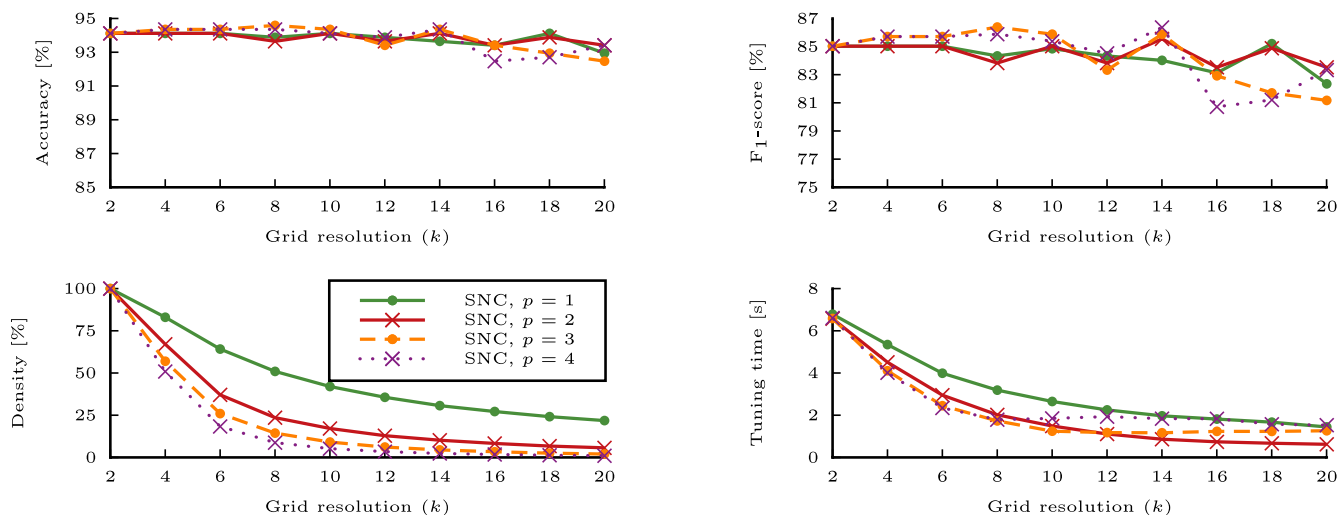 Accuracy [%]
95
93
91
89
87
85
2 4 6 8 10 12 14 16 18 20
Grid resolution (k)
F1-score [%]
87
85
83
81
79
77
75
2 4 6 8 10 12 14 16 18 20
Grid resolution (k)
Density [%]
100
75
50
25
0
2 4 6 8 10 12 14 16 18 20
Grid resolution (k)
SNC, p = 1
SNC, p = 2
SNC, p = 3
SNC, p = 4
Tuning time [s]
8
6
4
2
0
2 4 6 8 10 12 14 16 18 20
Grid resolution (k)